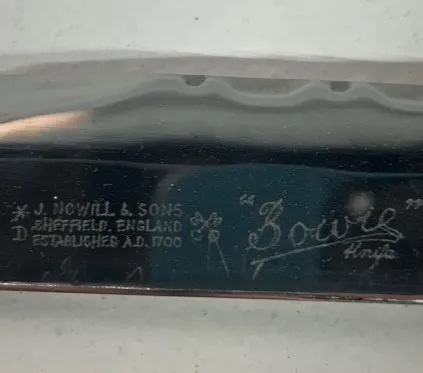 * J. NOWILL & SONS
D SHEFFIELD, ENGLAND
ESTABLISHED A.D. 1700
"Bowie"
Knife